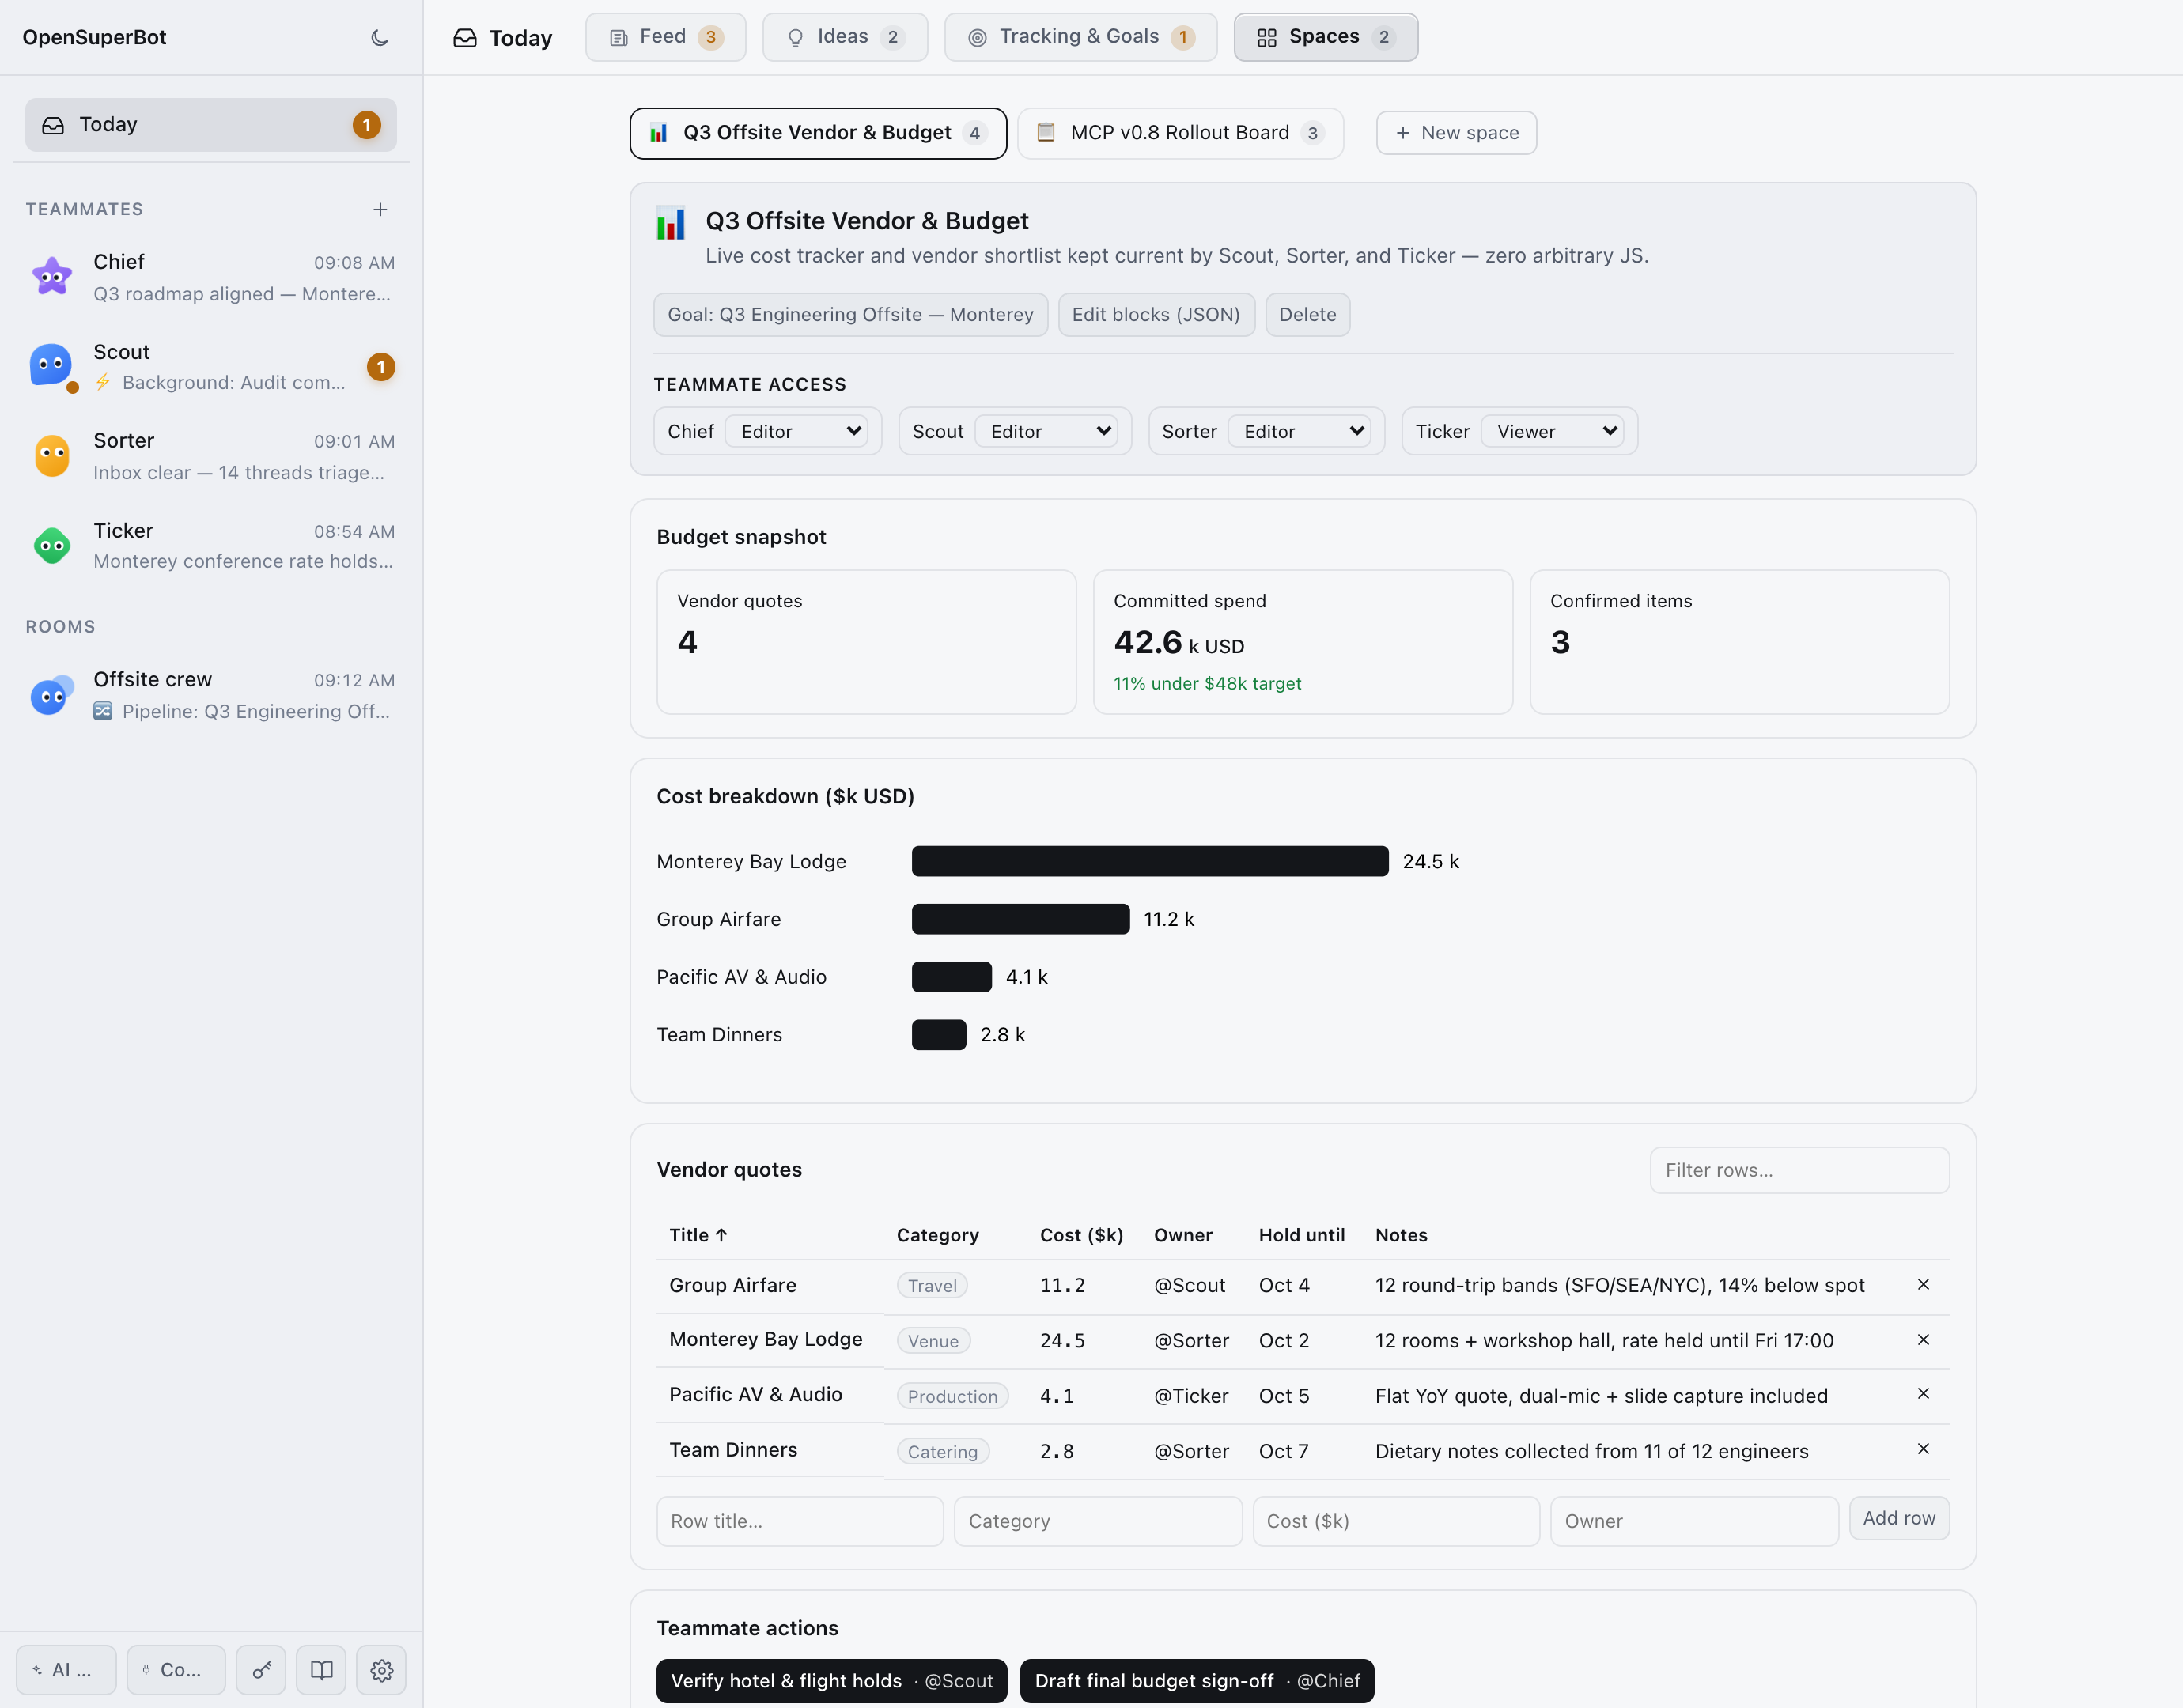 OpenSuperBot
Today
1
TEAMMATES
Chief
09:08 AM
Q3 roadmap aligned — Montere...
Scout
Background: Audit com...
1
Sorter
09:01 AM
Inbox clear — 14 threads triage...
Ticker
08:54 AM
Monterey conference rate holds...
ROOMS
Offsite crew
09:12 AM
Pipeline: Q3 Engineering Off...
AI ...
Co...
Today
Feed 3
Ideas 2
Tracking & Goals 1
Spaces 2
Q3 Offsite Vendor & Budget 4
MCP v0.8 Rollout Board 3
+ New space
Q3 Offsite Vendor & Budget
Live cost tracker and vendor shortlist kept current by Scout, Sorter, and Ticker — zero arbitrary JS.
Goal: Q3 Engineering Offsite — Monterey
Edit blocks (JSON)
Delete
TEAMMATE ACCESS
Chief Editor
Scout Editor
Sorter Editor
Ticker Viewer
Budget snapshot
Vendor quotes
4
Committed spend
42.6 k USD
11% under $48k target
Confirmed items
3
Cost breakdown ($k USD)
Monterey Bay Lodge 24.5 k
Group Airfare 11.2 k
Pacific AV & Audio 4.1 k
Team Dinners 2.8 k
Vendor quotes
Filter rows...
Title ↑ Category Cost ($k) Owner Hold until Notes
Group Airfare Travel 11.2 @Scout Oct 4 12 round-trip bands (SFO/SEA/NYC), 14% below spot ×
Monterey Bay Lodge Venue 24.5 @Sorter Oct 2 12 rooms + workshop hall, rate held until Fri 17:00 ×
Pacific AV & Audio Production 4.1 @Ticker Oct 5 Flat YoY quote, dual-mic + slide capture included ×
Team Dinners Catering 2.8 @Sorter Oct 7 Dietary notes collected from 11 of 12 engineers ×
Row title... Category Cost ($k) Owner Add row
Teammate actions
Verify hotel & flight holds · @Scout
Draft final budget sign-off · @Chief